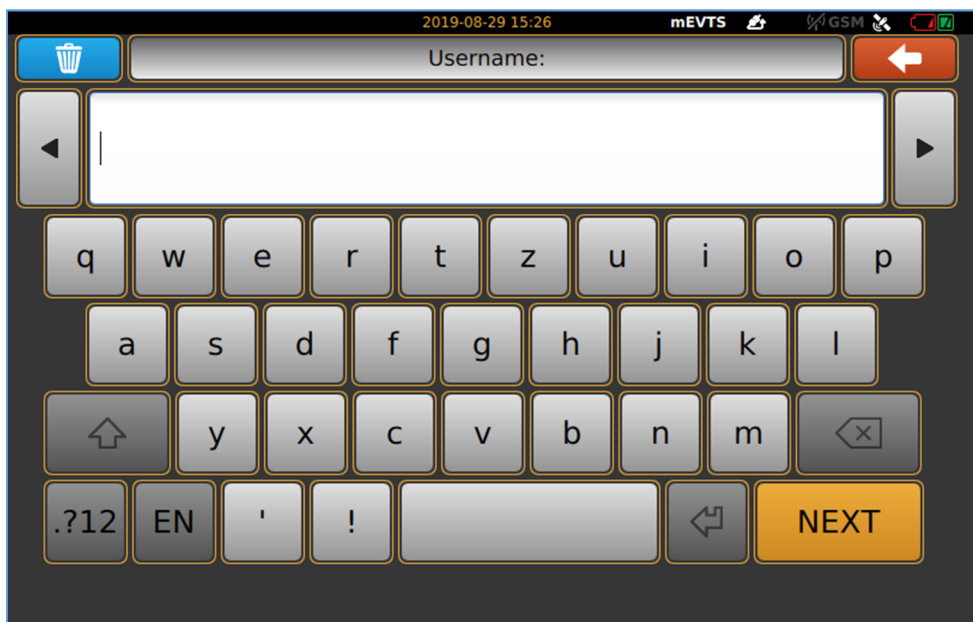 2019-08-29 15:26 mEVTS GSM
Username:
q w e r t z u i o p
a s d f g h j k l
y x c v b n m
.?12 EN ' ! NEXT